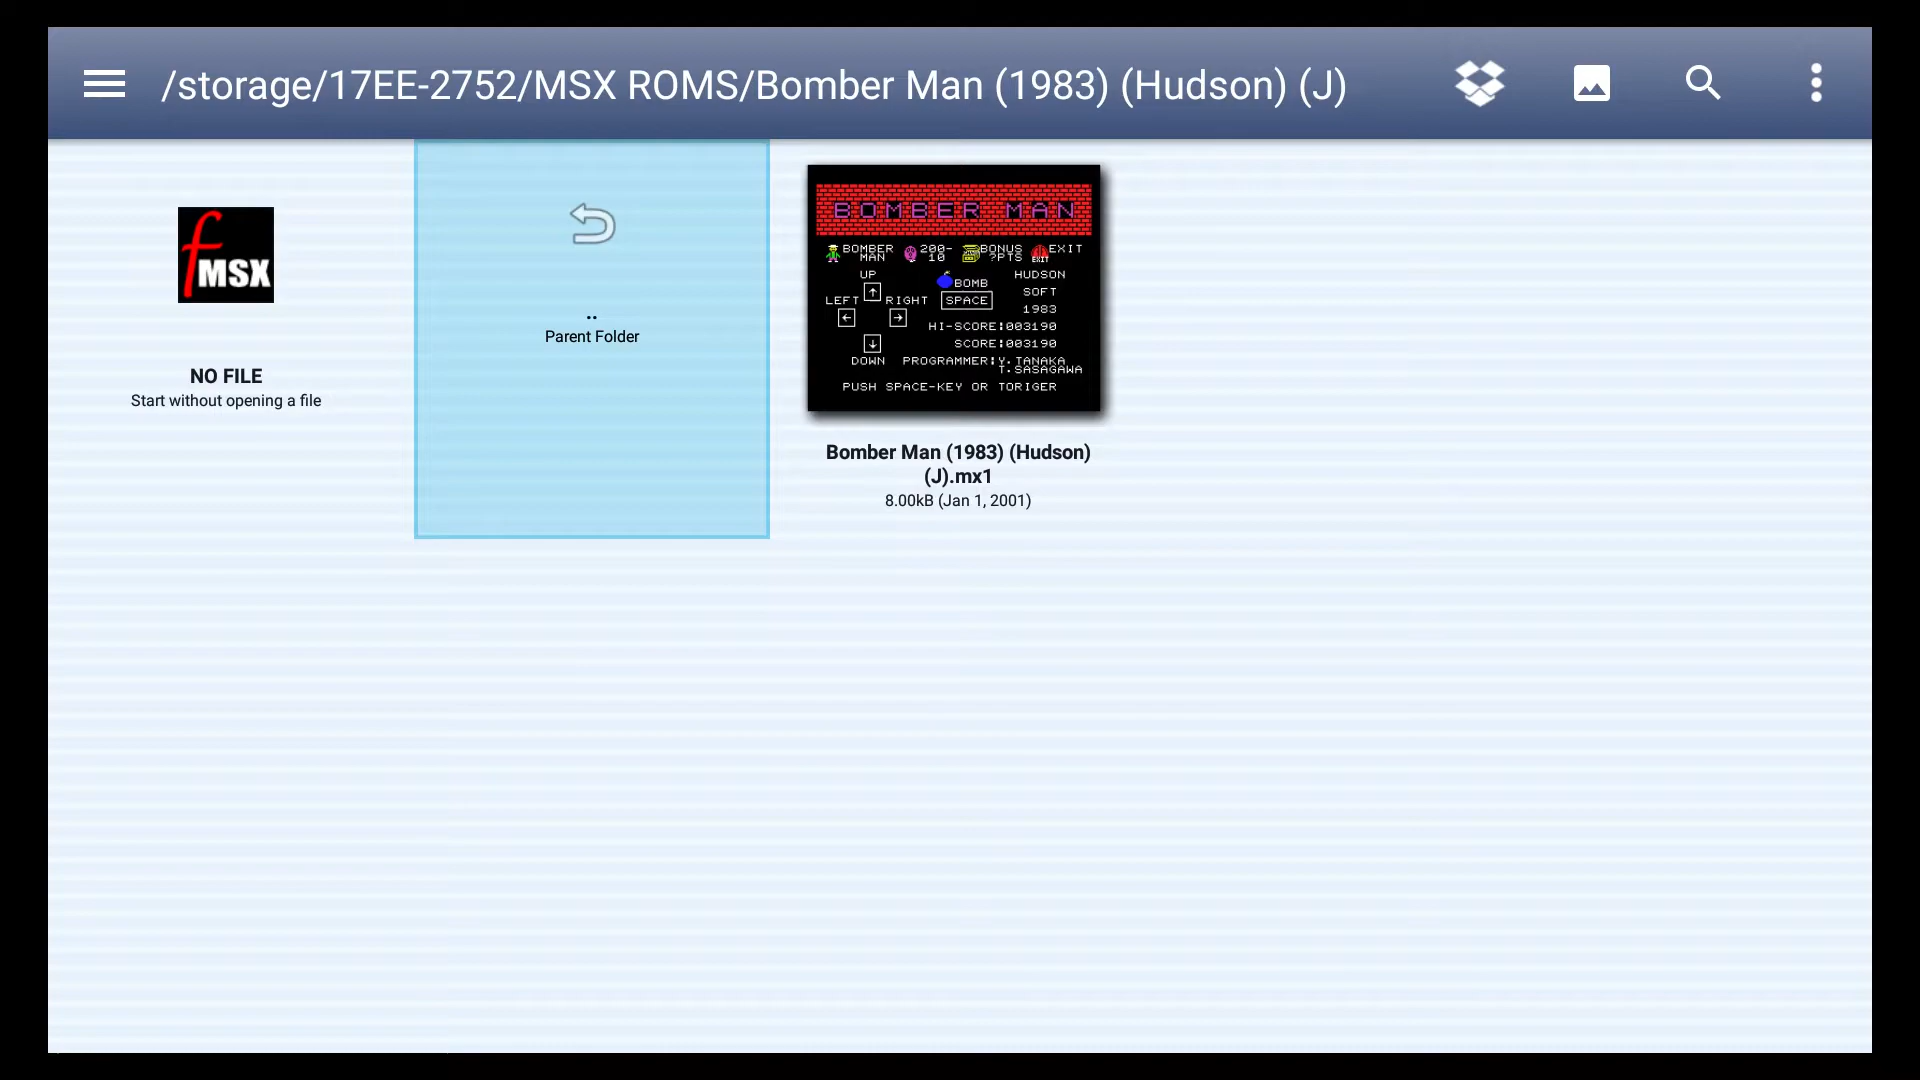 /storage/17EE-2752/MSX ROMS/Bomber Man (1983) (Hudson) (J)
fMSX
NO FILE
Start without opening a file
..
Parent Folder
BOMBER MAN
BOMBER MAN
200-10
BONUS ?PTS
EXIT
EXIT
UP
LEFT
RIGHT
DOWN
BOMB
SPACE
HUDSON
SOFT
1983
HI-SCORE:003190
SCORE:003190
PROGRAMMER:Y.TANAKA
T.SASAGAWA
PUSH SPACE-KEY OR TORIGER
Bomber Man (1983) (Hudson)
(J).mx1
8.00kB (Jan 1, 2001)